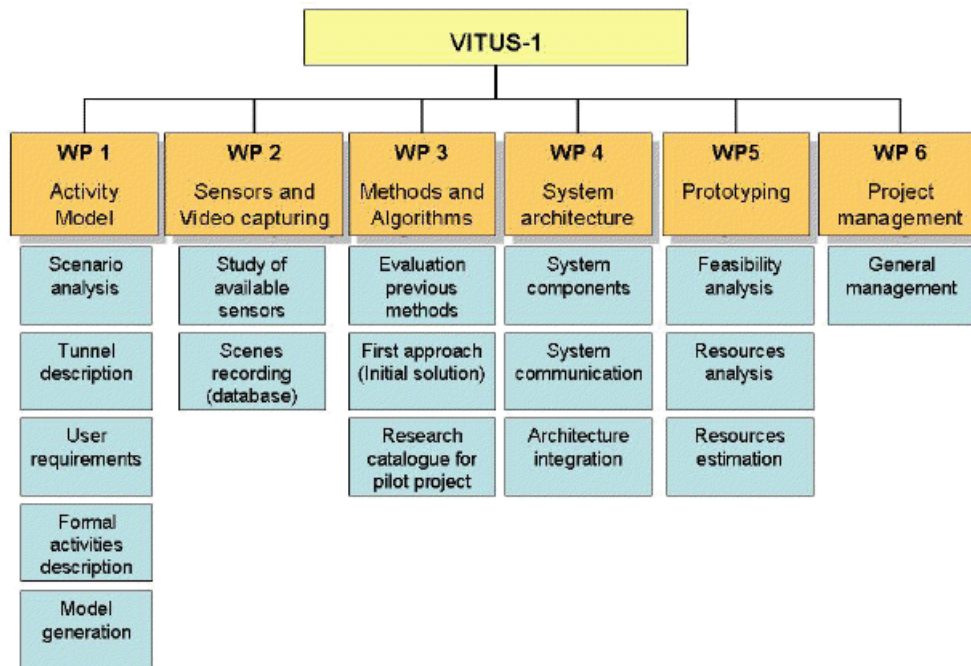 VITUS-1
WP 1
Activity
Model
Scenario
analysis
Tunnel
description
User
requirements
Formal
activities
description
Model
generation
WP 2
Sensors and
Video capturing
Study of
available
sensors
Scenes
recording
(database)
WP 3
Methods and
Algorithms
Evaluation
previous
methods
First approach
(Initial solution)
Research
catalogue for
pilot project
WP 4
System
architecture
System
components
System
communication
Architecture
integration
WP5
Prototyping
Feasibility
analysis
Resources
analysis
Resources
estimation
WP 6
Project
management
General
management